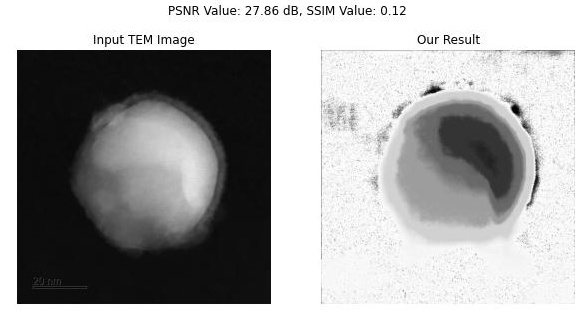 PSNR Value: 27.86 dB, SSIM Value: 0.12
Input TEM Image
Our Result
20 nm